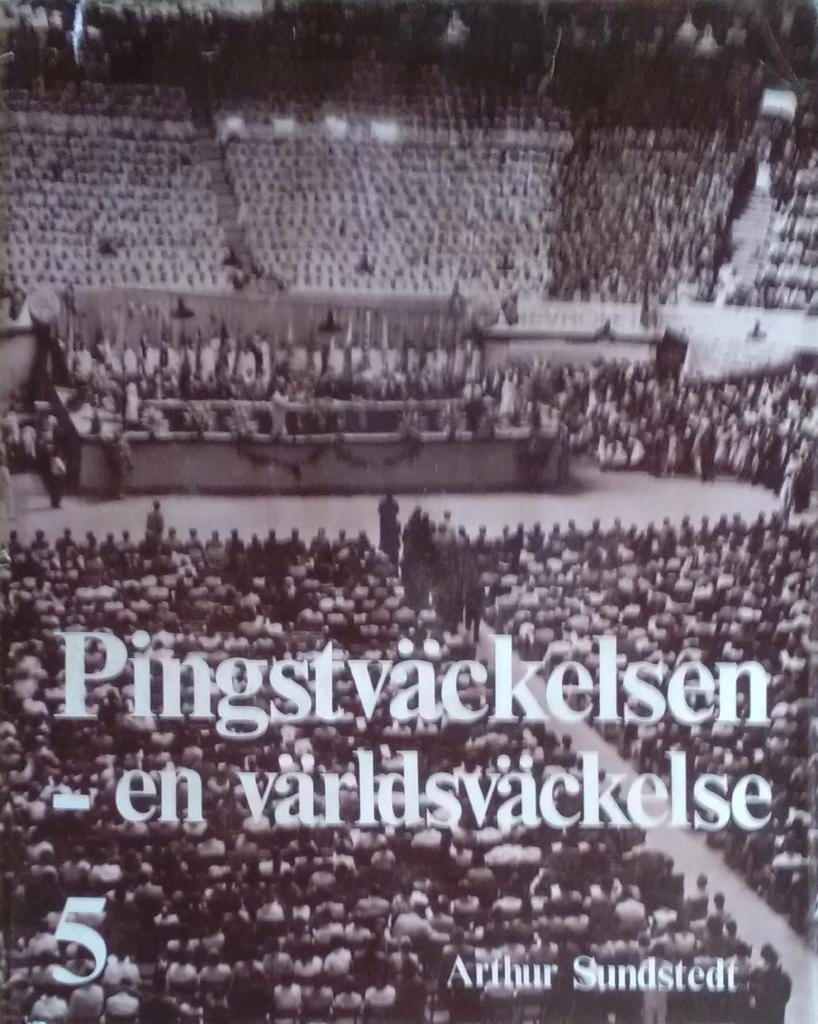 Pingstväckelsen
- en världsväckelse
5
Arthur Sundstedt